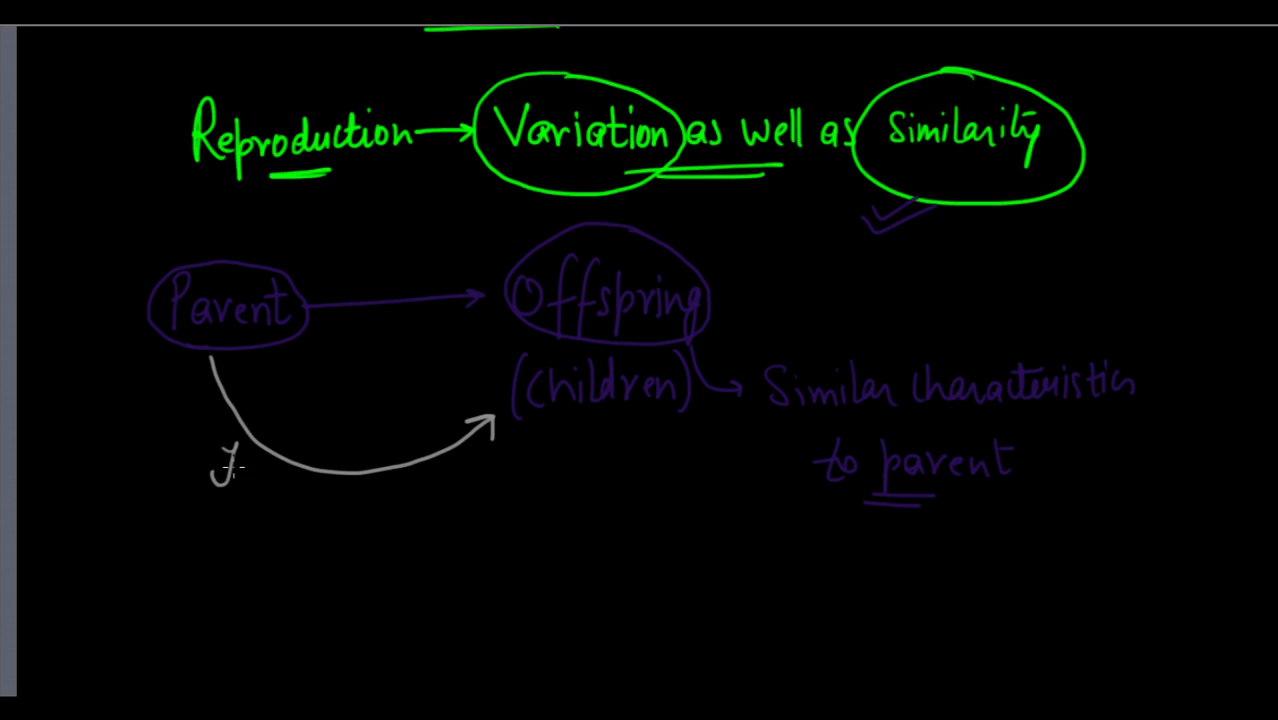 Reproduction → Variation as well as Similarity
Parent → Offspring
(Children) → Similar Characteristics
to parent